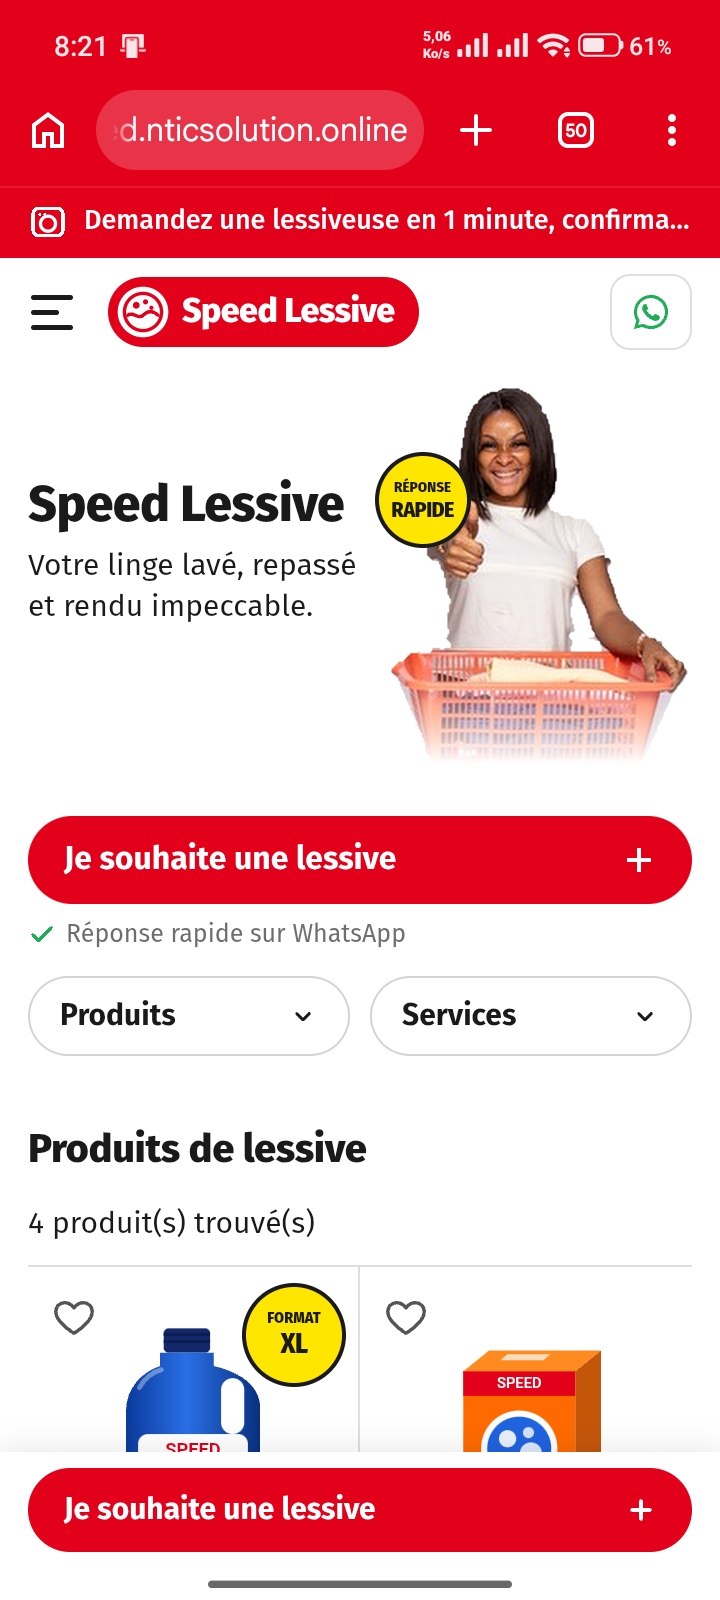 8:21
5,06
Ko/s
61%
d.nticsolution.online
50
Demandez une lessiveuse en 1 minute, confirma...
Speed Lessive
RÉPONSE
RAPIDE
Speed Lessive
Votre linge lavé, repassé
et rendu impeccable.
Je souhaite une lessive
Réponse rapide sur WhatsApp
Produits
Services
Produits de lessive
4 produit(s) trouvé(s)
FORMAT
XL
SPEED
SPEED
Je souhaite une lessive